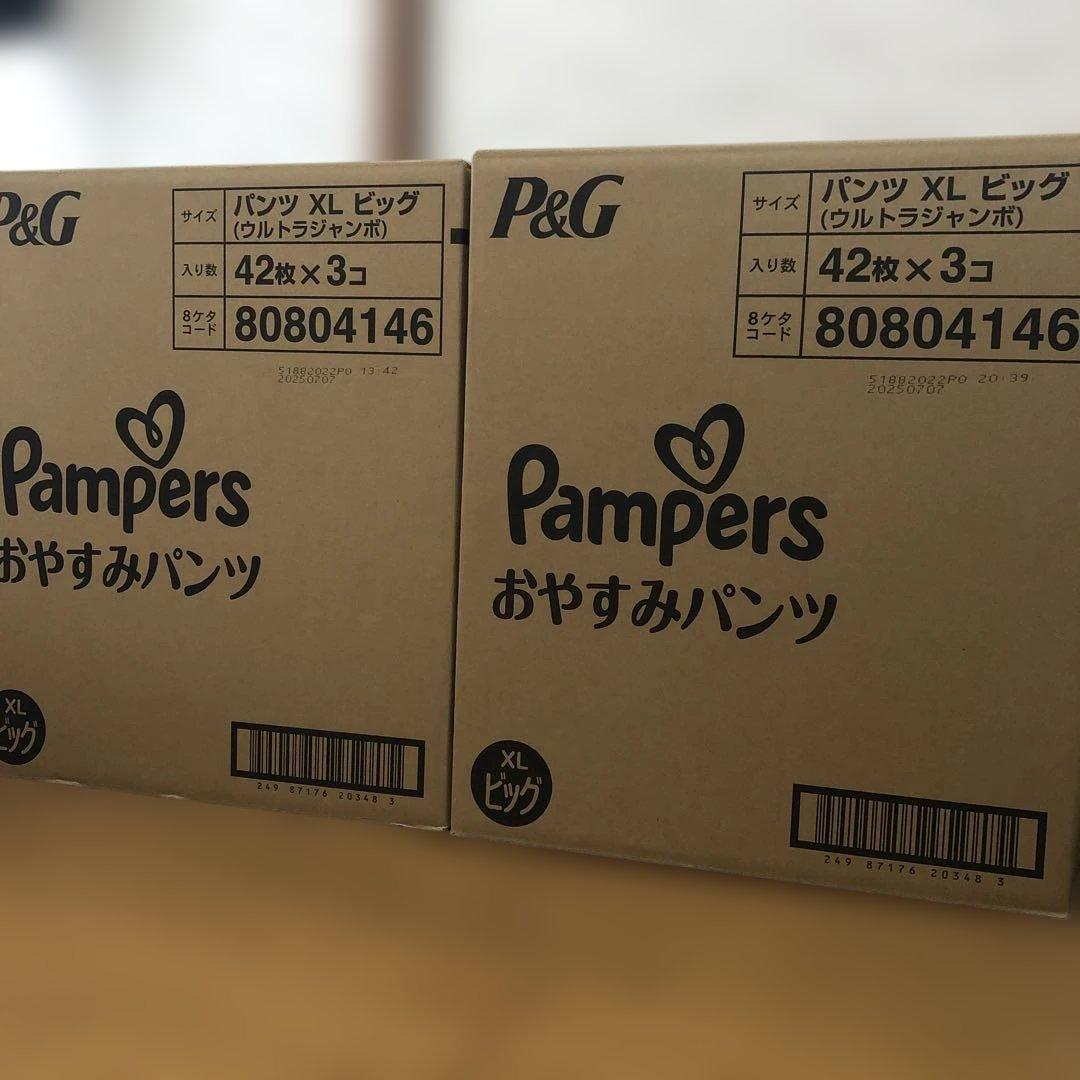 P&G
サイズ
パンツ XL ビッグ
(ウルトラジャンボ)
入り数
42枚×3コ
8ケタ
コード
80804146
51882022P0 13:42
20250707
Pampers
おやすみパンツ
XL
ビッグ
249 87176 20348 3
P&G
サイズ
パンツ XL ビッグ
(ウルトラジャンボ)
入り数
42枚×3コ
8ケタ
コード
80804146
51882022P0 20:39
20250707
Pampers
おやすみパンツ
XL
ビッグ
249 87176 20348 3